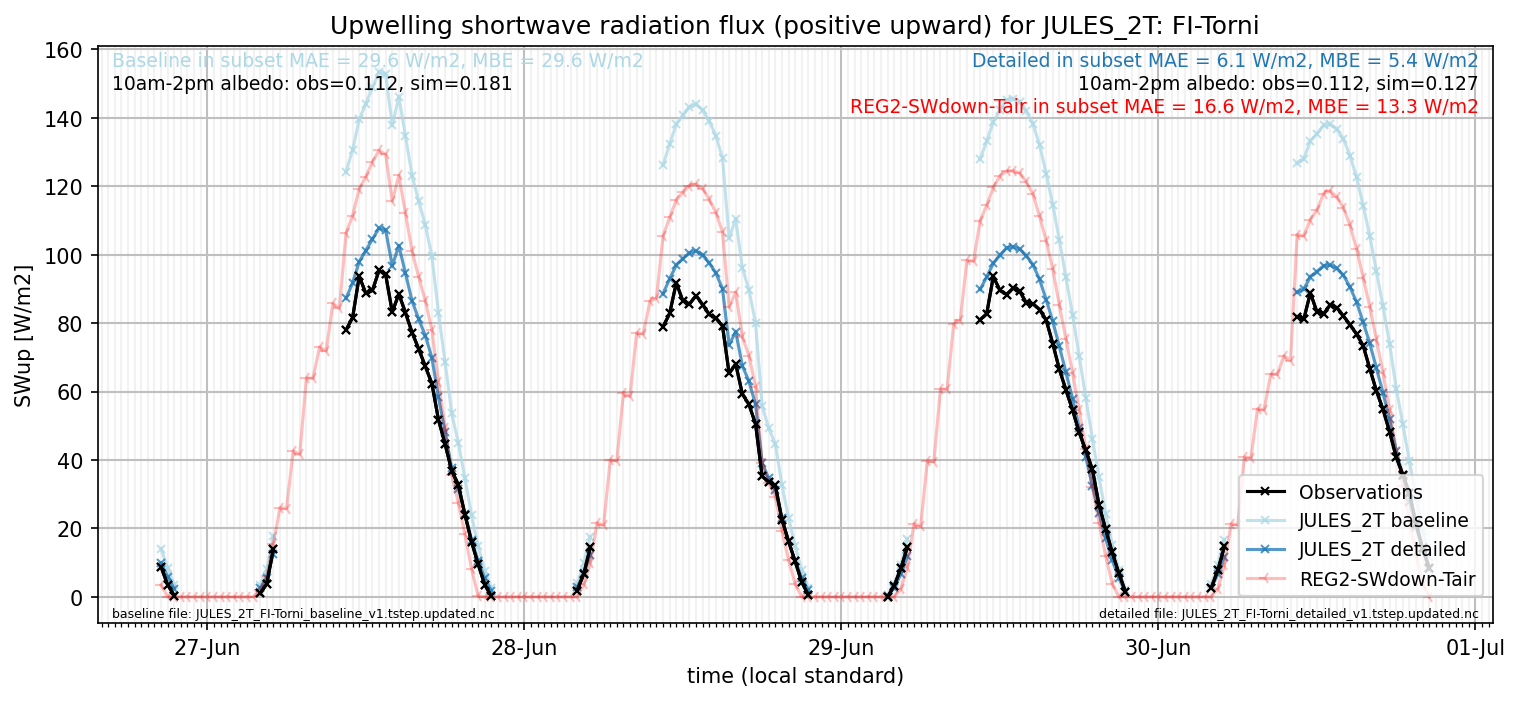 Upwelling shortwave radiation flux (positive upward) for JULES_2T: FI-Torni
Baseline in subset MAE = 29.6 W/m2, MBE = 29.6 W/m2
10am-2pm albedo: obs=0.112, sim=0.181
Detailed in subset MAE = 6.1 W/m2, MBE = 5.4 W/m2
10am-2pm albedo: obs=0.112, sim=0.127
REG2-SWdown-Tair in subset MAE = 16.6 W/m2, MBE = 13.3 W/m2
SWup [W/m2]
160
140
120
100
80
60
40
20
0
Observations
JULES_2T baseline
JULES_2T detailed
REG2-SWdown-Tair
baseline file: JULES_2T_FI-Torni_baseline_v1.tstep.updated.nc
detailed file: JULES_2T_FI-Torni_detailed_v1.tstep.updated.nc
27-Jun
28-Jun
29-Jun
30-Jun
01-Jul
time (local standard)